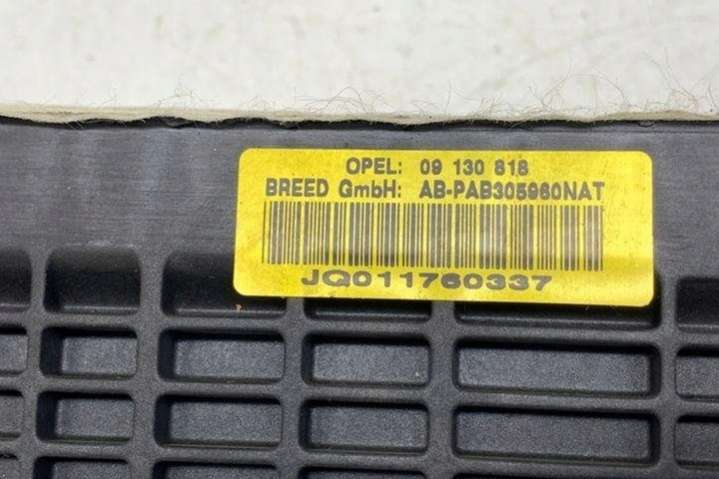 OPEL: 09 130 818
BREED GmbH: AB-PAB305960NAT
JQ011760337